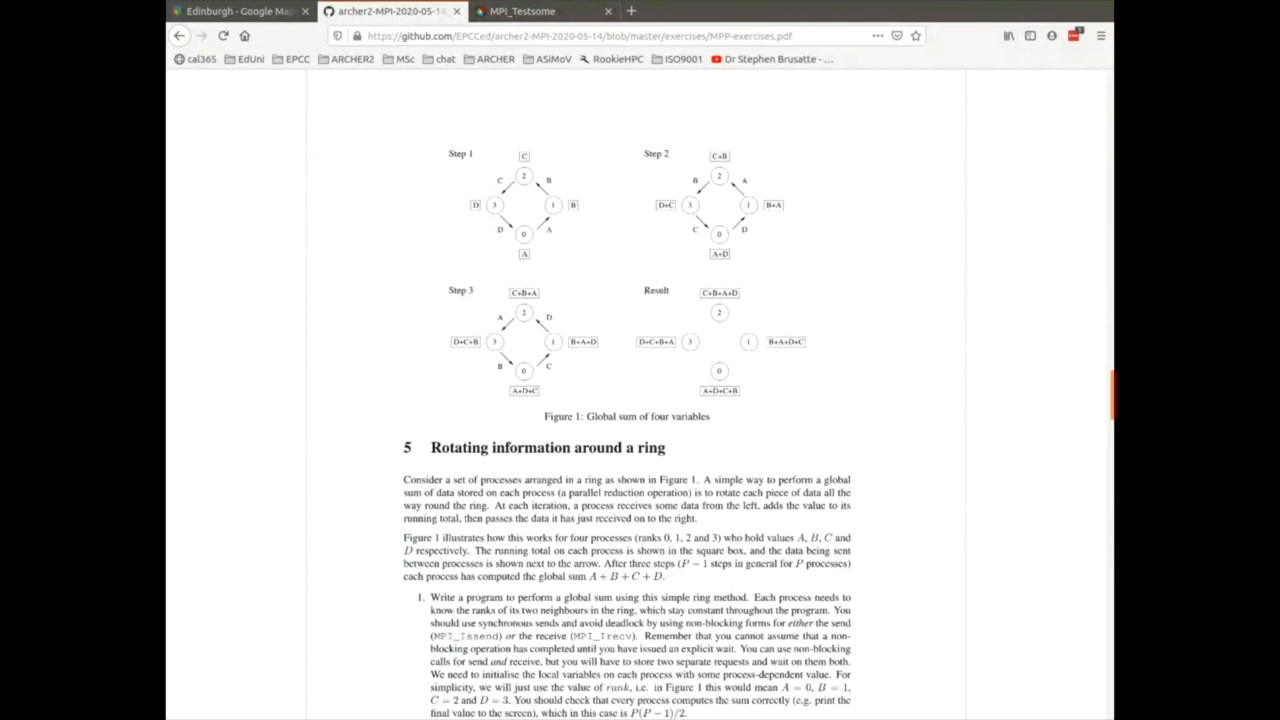 Edinburgh - Google Ma
archer2-MPI-2020-05-14
MPI_Testsome
https://github.com/EPCCed/archer2-MPI-2020-05-14/blob/master/exercises/MPP-exercises.pdf
cal365 EdUni EPCC ARCHER2 MSc chat ARCHER ASiMoV RookieHPC ISO9001 Dr Stephen Brusatte - ...
Step 1
C
C 2 B
D 3 1 B
D 0 A
A
Step 2
C+B
B 2 A
D+C 3 1 B+A
C 0 D
A+D
Step 3
C+B+A
A 2 D
D+C+B 3 1 B+A+D
B 0 C
A+D+C
Result
C+B+A+D
2
D+C+B+A 3 1 B+A+D+C
0
A+D+C+B
Figure 1: Global sum of four variables
5 Rotating information around a ring
Consider a set of processes arranged in a ring as shown in Figure 1. A simple way to perform a global
sum of data stored on each process (a parallel reduction operation) is to rotate each piece of data all the
way round the ring. At each iteration, a process receives some data from the left, adds the value to its
running total, then passes the data it has just received on to the right.
Figure 1 illustrates how this works for four processes (ranks 0, 1, 2 and 3) who hold values A, B, C and
D respectively. The running total on each process is shown in the square box, and the data being sent
between processes is shown next to the arrow. After three steps (P − 1 steps in general for P processes)
each process has computed the global sum A + B + C + D.
1. Write a program to perform a global sum using this simple ring method. Each process needs to
know the ranks of its two neighbours in the ring, which stay constant throughout the program. You
should use synchronous sends and avoid deadlock by using non-blocking forms for either the send
(MPI_Issend) or the receive (MPI_Irecv). Remember that you cannot assume that a non-
blocking operation has completed until you have issued an explicit wait. You can use non-blocking
calls for send and receive, but you will have to store two separate requests and wait on them both.
We need to initialise the local variables on each process with some process-dependent value. For
simplicity, we will just use the value of rank, i.e. in Figure 1 this would mean A = 0, B = 1,
C = 2 and D = 3. You should check that every process computes the sum correctly (e.g. print the
final value to the screen), which in this case is P(P − 1)/2.